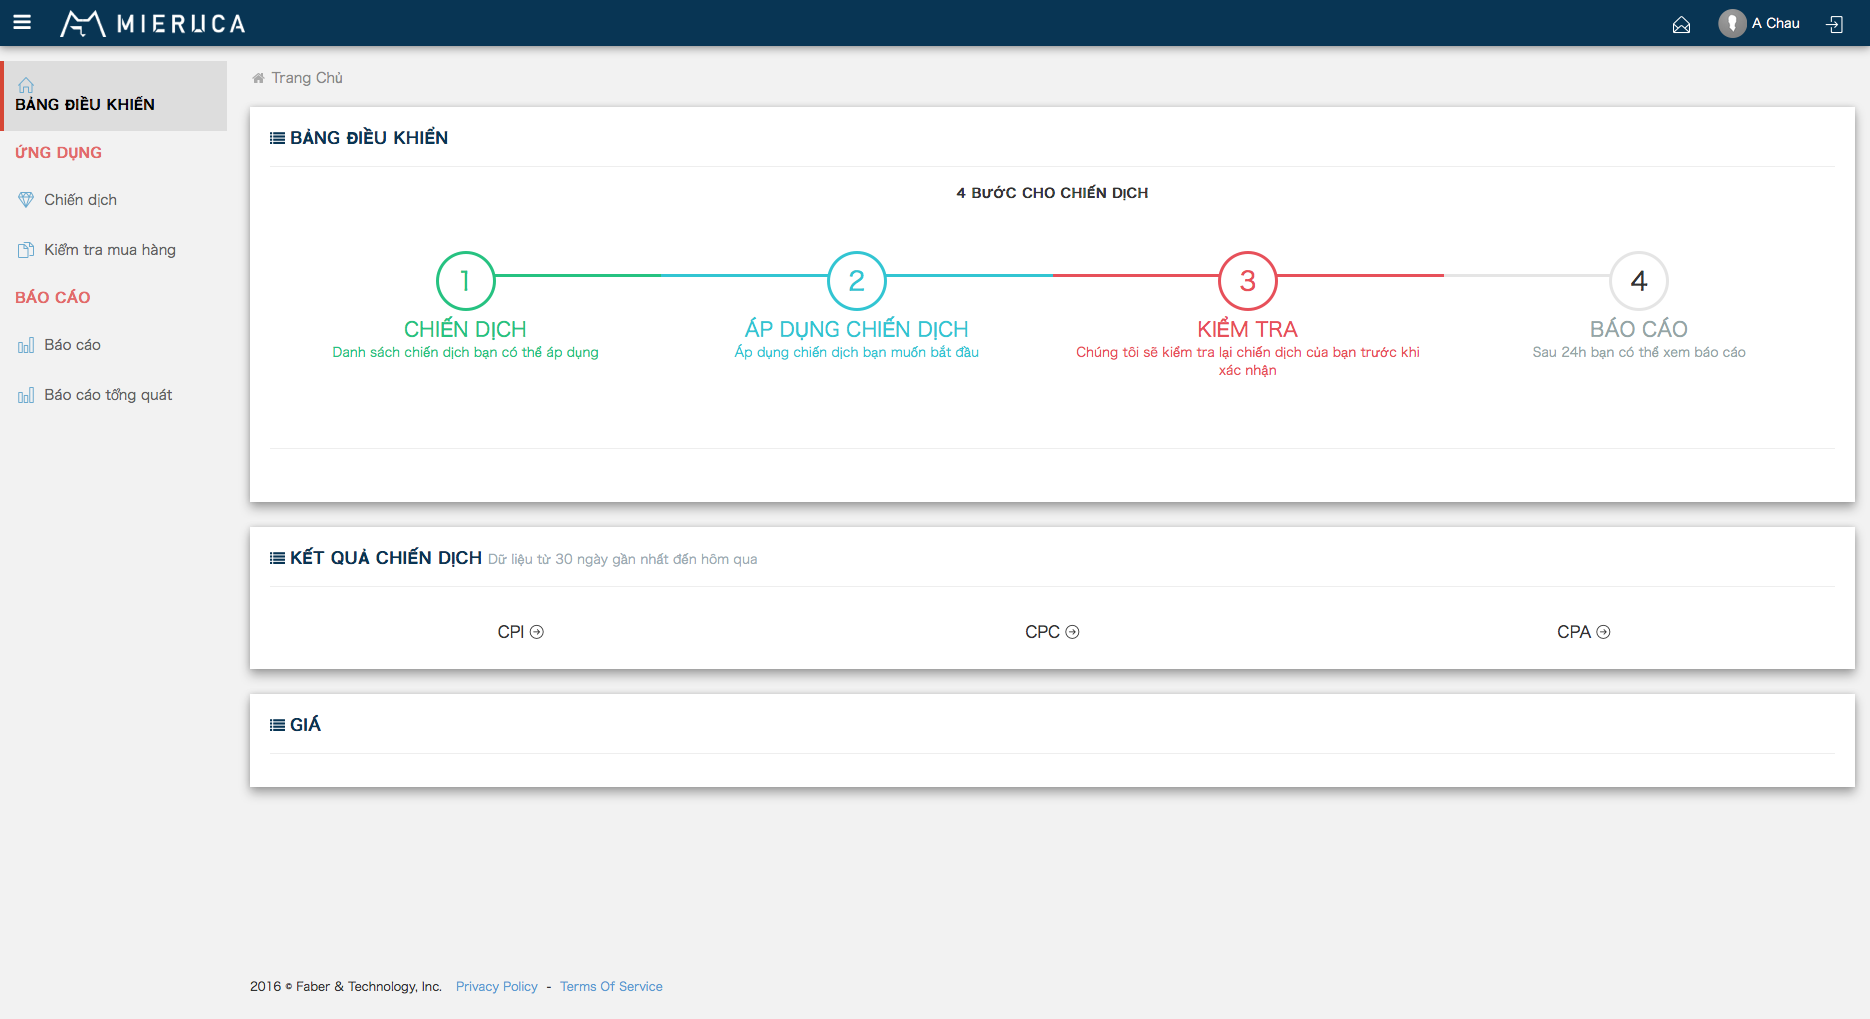 MIERUCA
A Chau
BẢNG ĐIỀU KHIỂN
ỨNG DỤNG
Chiến dịch
Kiểm tra mua hàng
BÁO CÁO
Báo cáo
Báo cáo tổng quát
Trang Chủ
BẢNG ĐIỀU KHIỂN
4 BƯỚC CHO CHIẾN DỊCH
1
CHIẾN DỊCH
Danh sách chiến dịch bạn có thể áp dụng
2
ÁP DỤNG CHIẾN DỊCH
Áp dụng chiến dịch bạn muốn bắt đầu
3
KIỂM TRA
Chúng tôi sẽ kiểm tra lại chiến dịch của bạn trước khi
xác nhận
4
BÁO CÁO
Sau 24h bạn có thể xem báo cáo
KẾT QUẢ CHIẾN DỊCH Dữ liệu từ 30 ngày gần nhất đến hôm qua
CPI
CPC
CPA
GIÁ
2016 © Faber & Technology, Inc. Privacy Policy - Terms Of Service